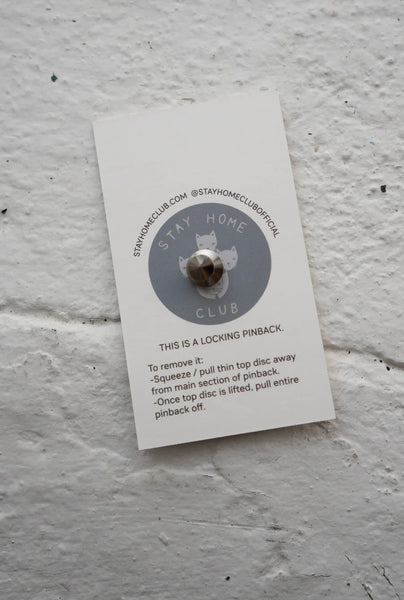 STAYHOMECLUB.COM @STAYHOMECLUBOFFICIAL
STAY HOME
CLUB
THIS IS A LOCKING PINBACK.
To remove it:
-Squeeze / pull thin top disc away
from main section of pinback.
-Once top disc is lifted, pull entire
pinback off.